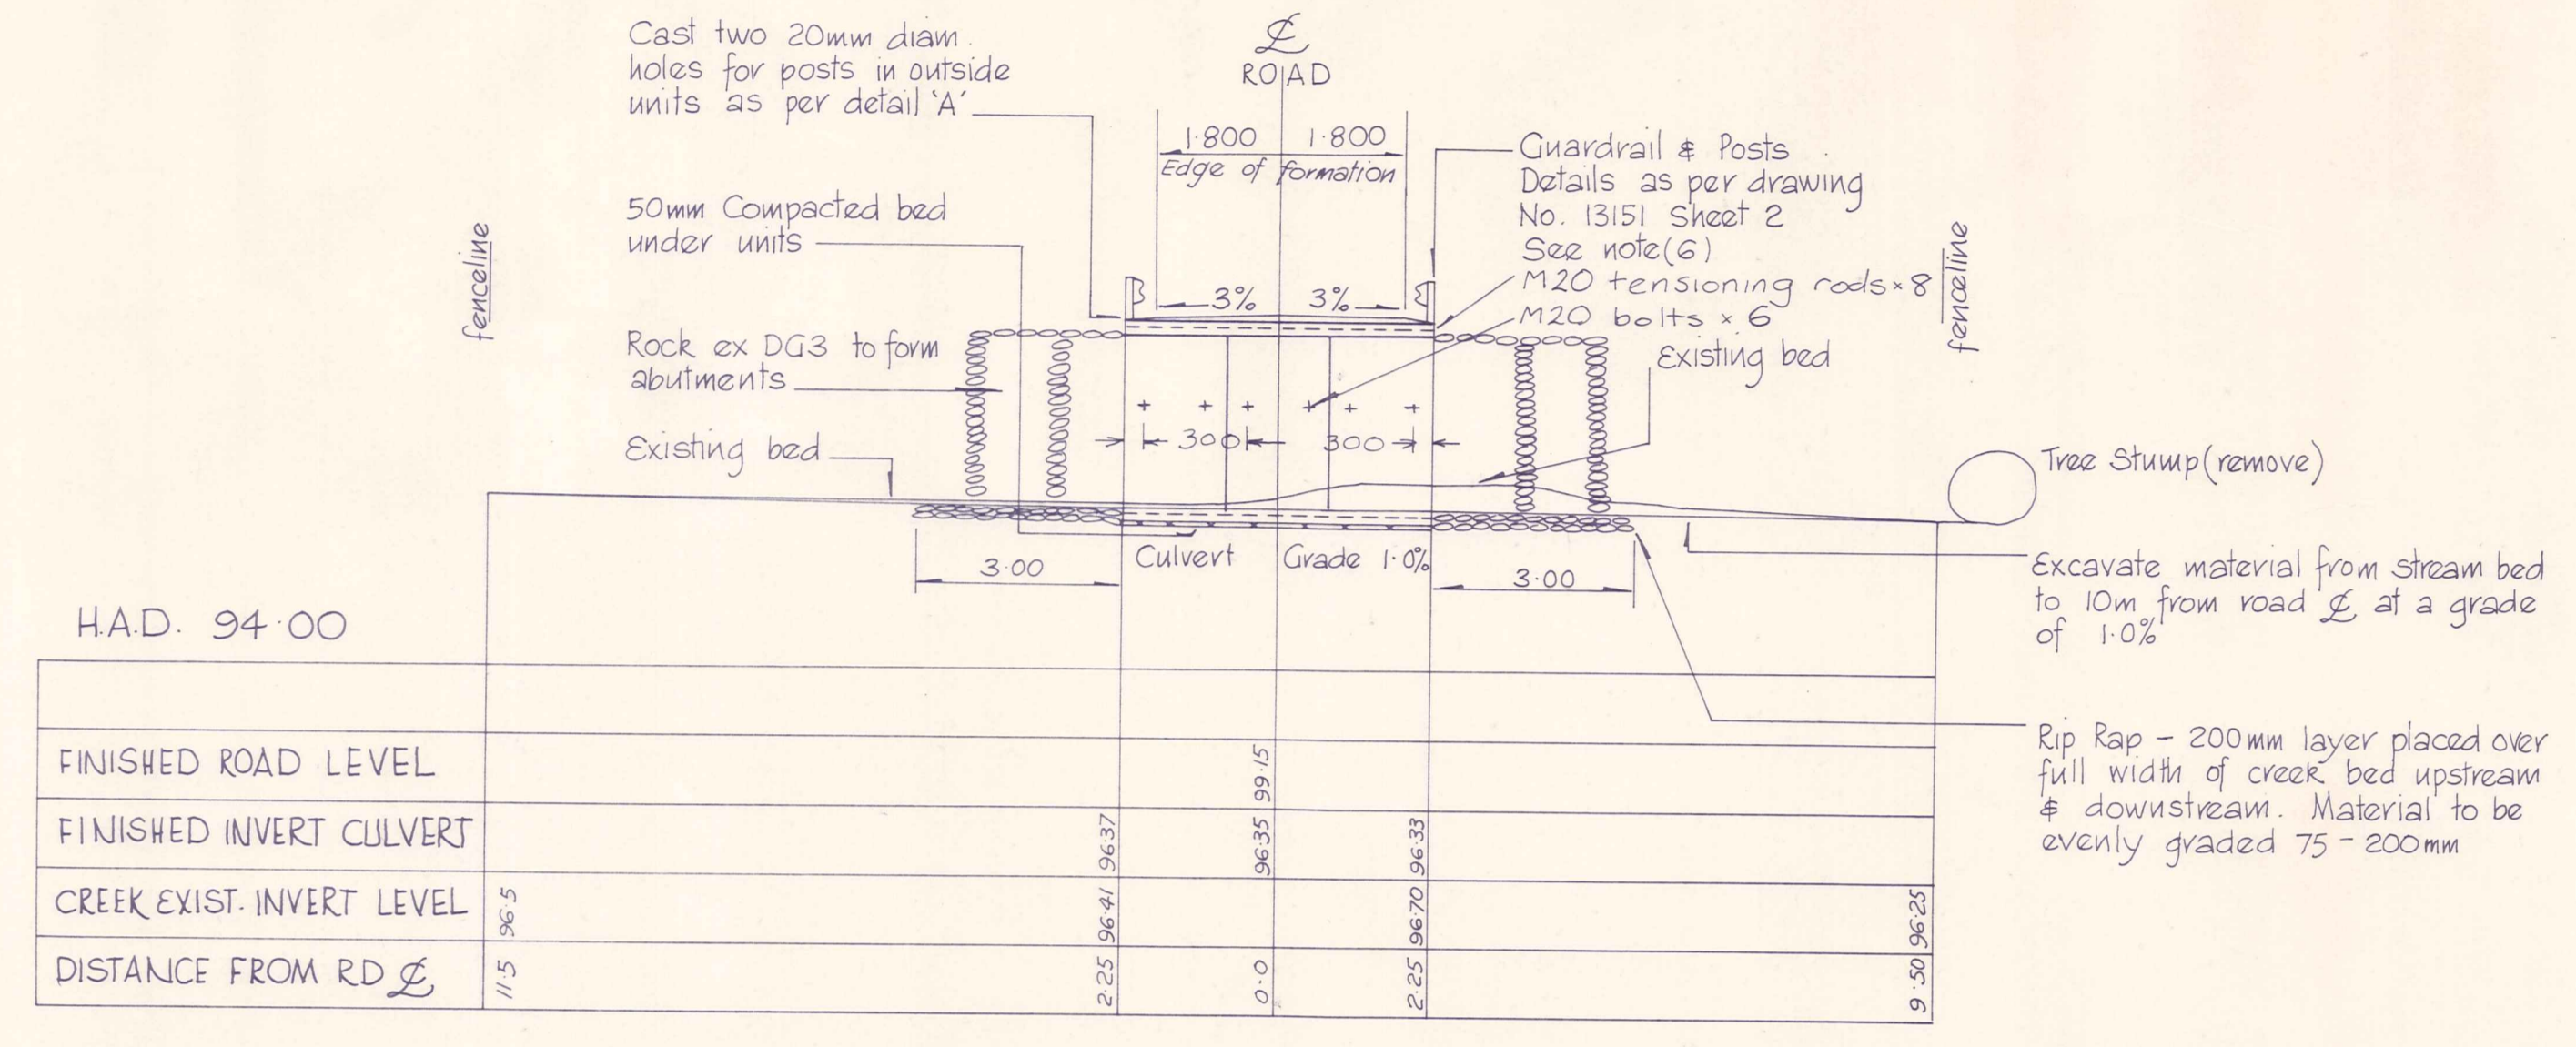 Cast two 20mm diam.
holes for posts in outside
units as per detail 'A'
℄
ROAD
1·800 1·800
Edge of formation
Guardrail & Posts
Details as per drawing
No. 13151 Sheet 2
See note(6)
M20 tensioning rods × 8
M20 bolts × 6
Existing bed
50mm Compacted bed
under units
fenceline
fenceline
3% 3%
Rock ex DG3 to form
abutments
Existing bed
300 300
Tree Stump (remove)
3·00
Culvert Grade 1·0%
3·00
Excavate material from stream bed
to 10m from road ℄ at a grade
of 1·0%
H.A.D. 94·00
Rip Rap - 200mm layer placed over
full width of creek bed upstream
& downstream. Material to be
evenly graded 75 - 200mm
FINISHED ROAD LEVEL 99·15
FINISHED INVERT CULVERT 96·37 96·35 96·33
CREEK EXIST. INVERT LEVEL 96·5 96·41 96·70 96·25
DISTANCE FROM RD ℄ 11·5 2·25 0·0 2·25 9·50